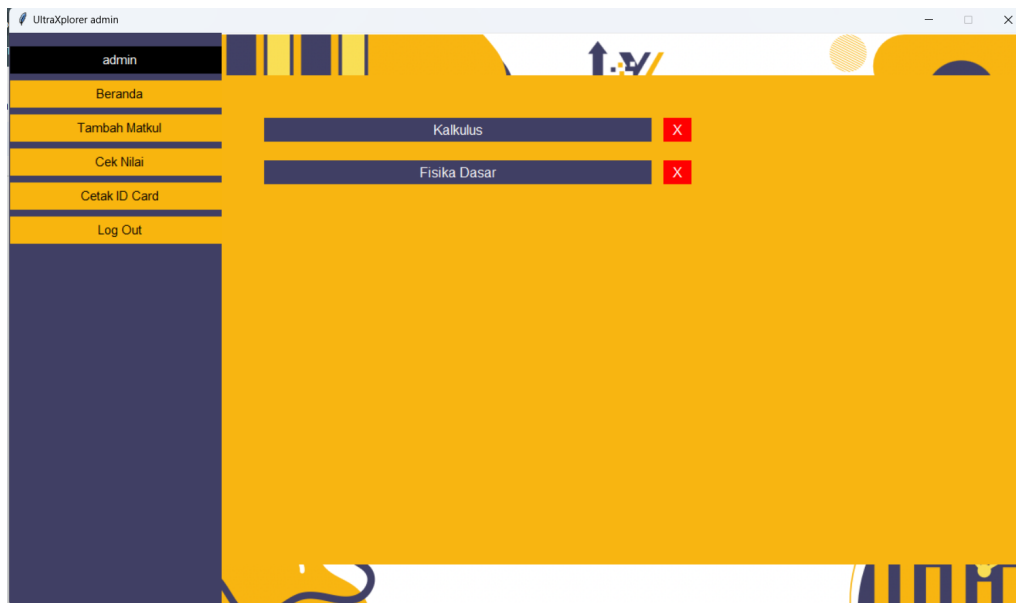 UltraXplorer admin
admin
Beranda
Tambah Matkul
Cek Nilai
Cetak ID Card
Log Out
Kalkulus X
Fisika Dasar X